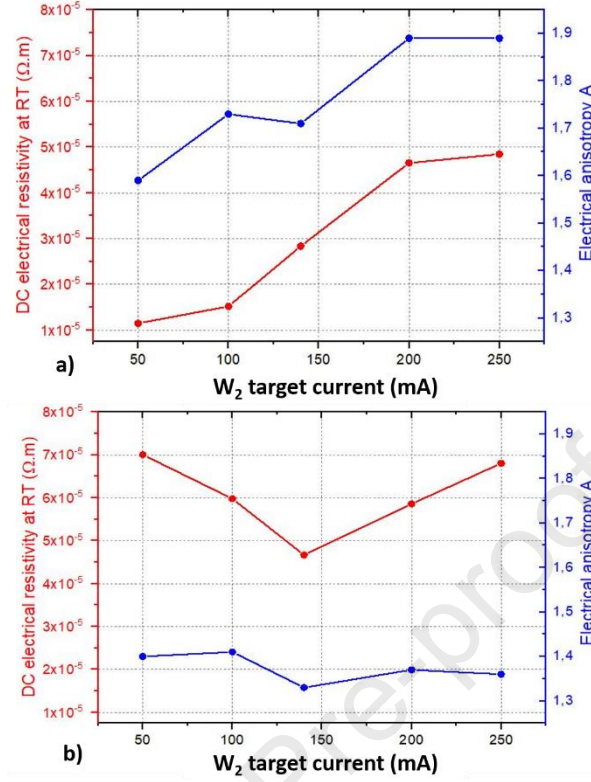 8x10⁻⁵
7x10⁻⁵
6x10⁻⁵
5x10⁻⁵
4x10⁻⁵
3x10⁻⁵
2x10⁻⁵
1x10⁻⁵
DC electrical resistivity at RT (Ω.m)
1,9
1,8
1,7
1,6
1,5
1,4
1,3
Electrical anisotropy A
50 100 150 200 250
a)
W₂ target current (mA)
8x10⁻⁵
7x10⁻⁵
6x10⁻⁵
5x10⁻⁵
4x10⁻⁵
3x10⁻⁵
2x10⁻⁵
1x10⁻⁵
DC electrical resistivity at RT (Ω.m)
1,9
1,8
1,7
1,6
1,5
1,4
1,3
Electrical anisotropy A
50 100 150 200 250
b)
W₂ target current (mA)
Pre-proof